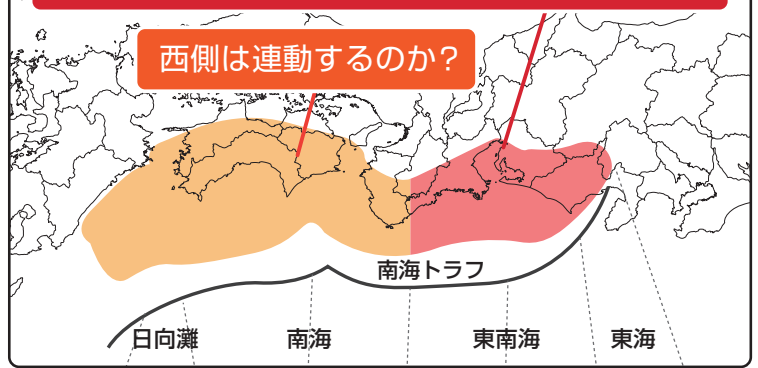 西側は連動するのか？
南海トラフ
日向灘
南海
東南海
東海